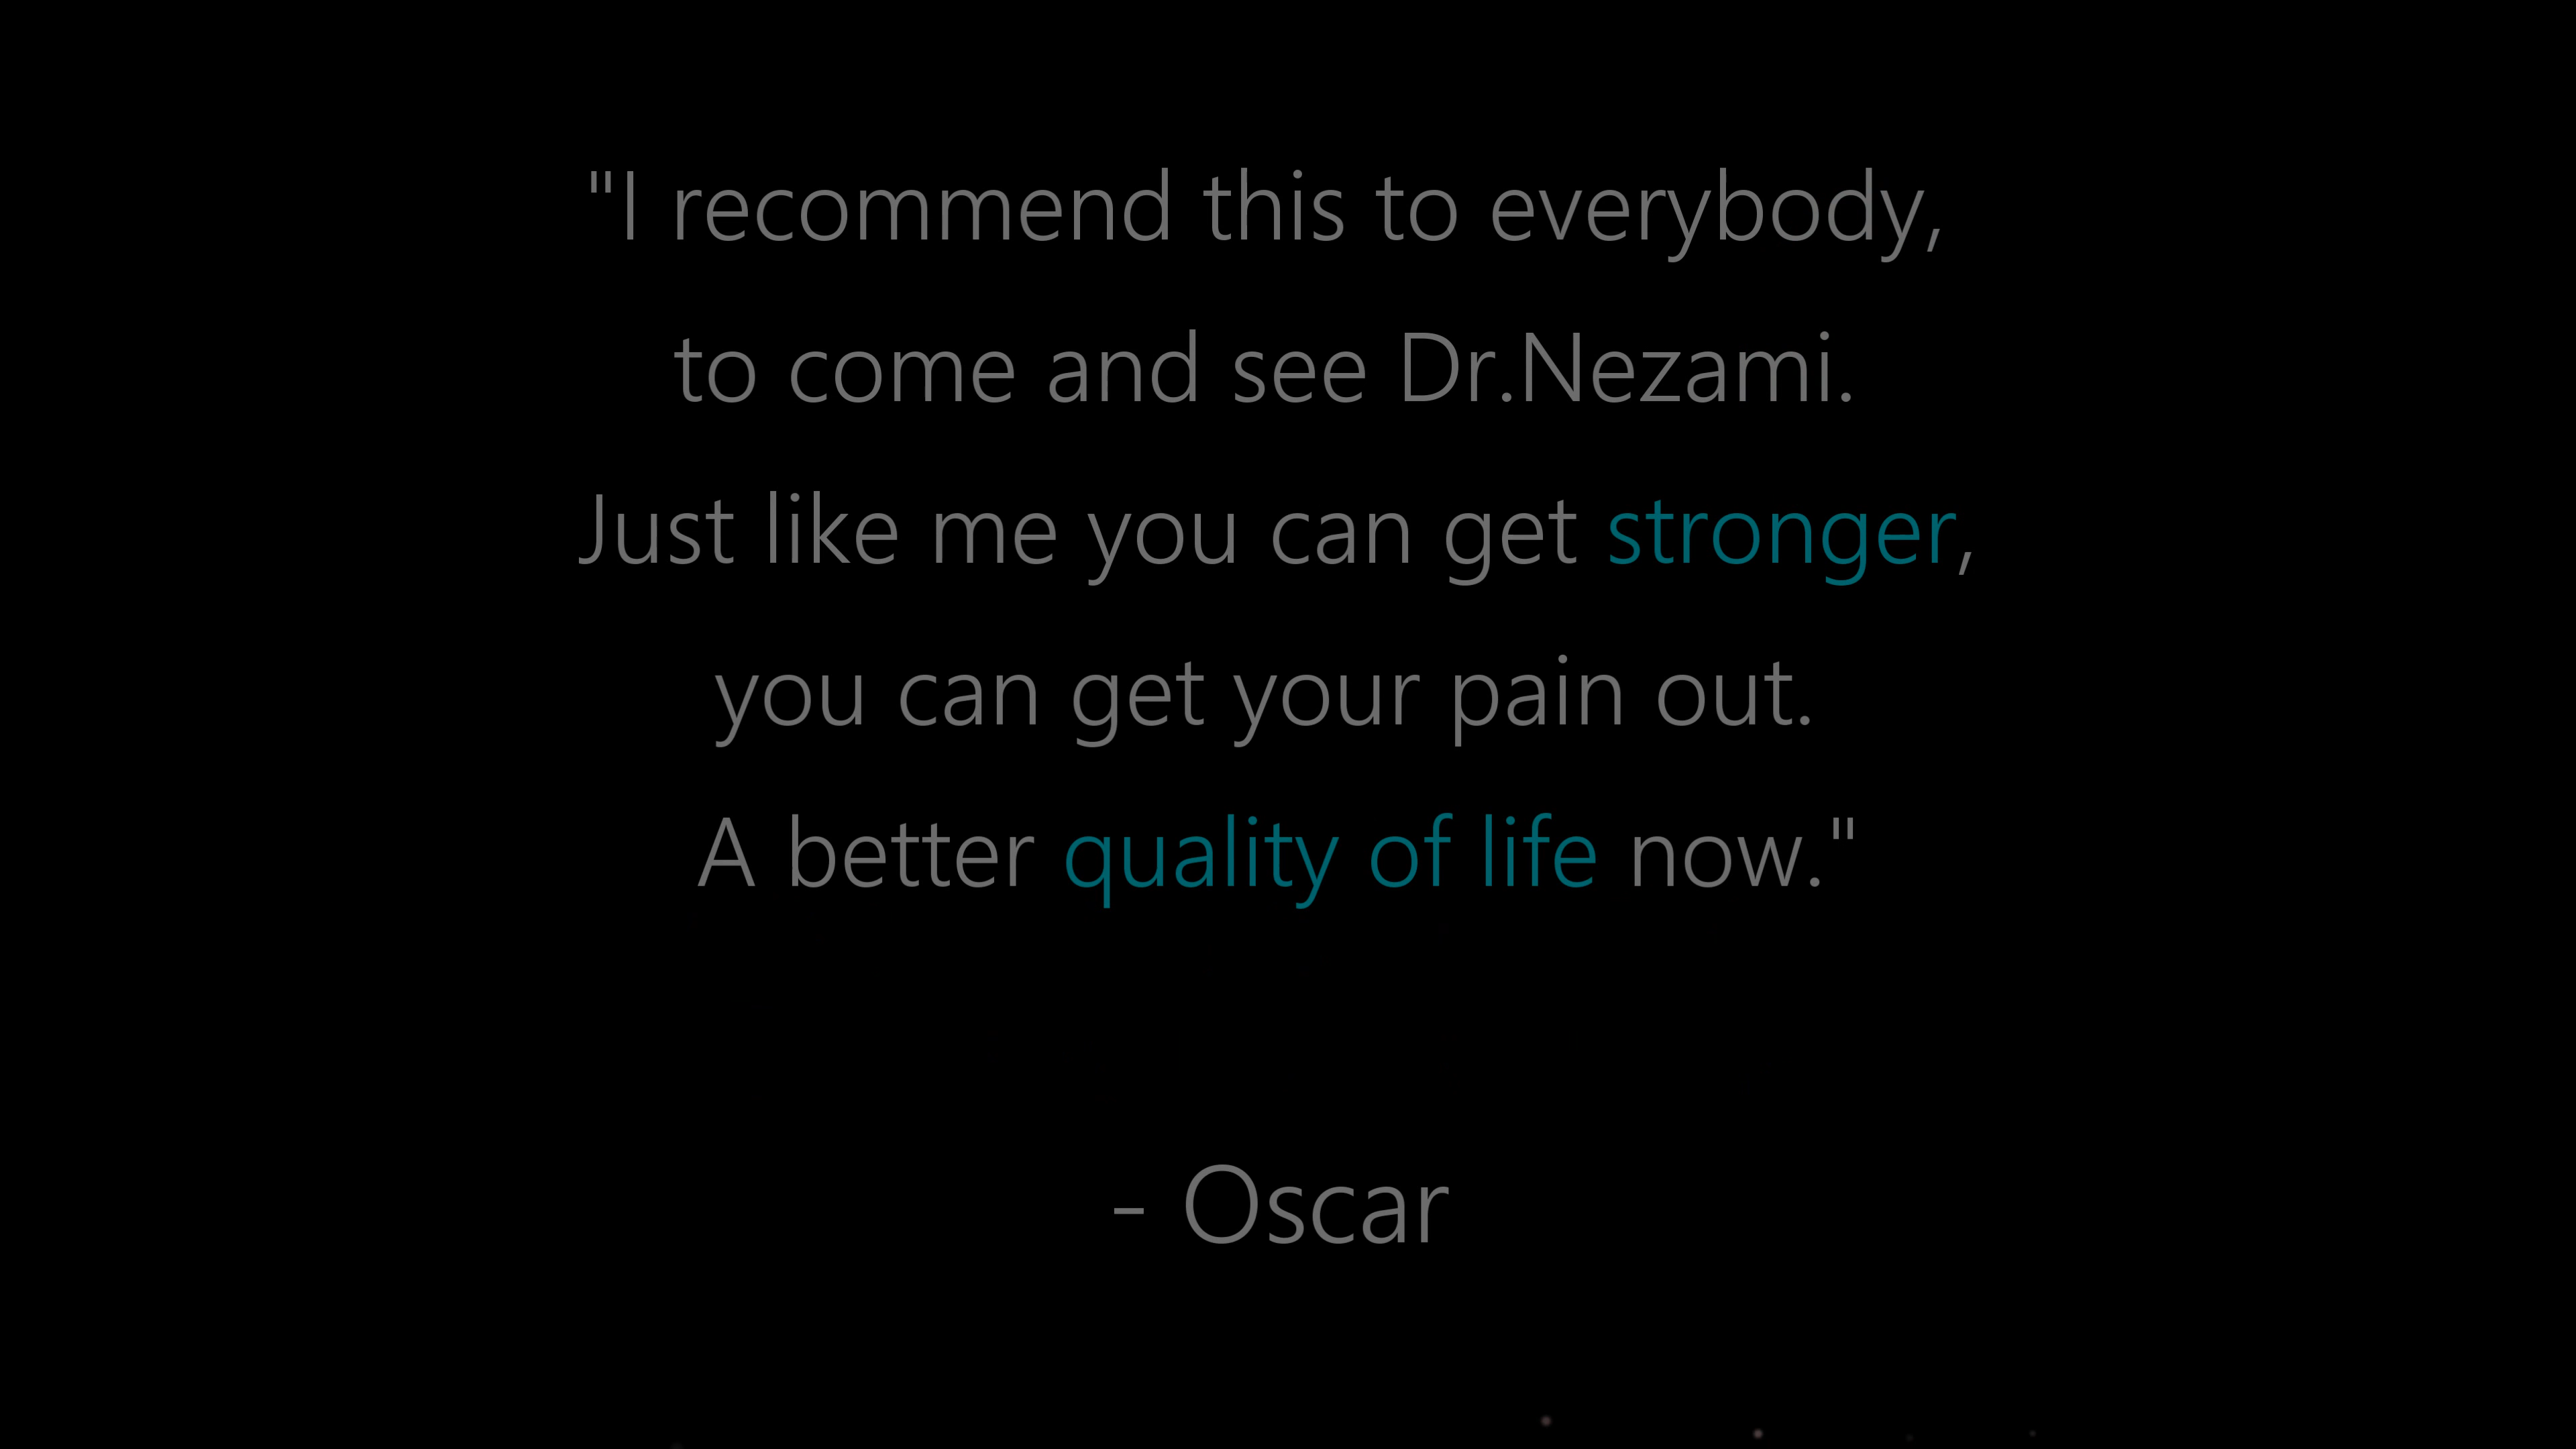 "I recommend this to everybody,
to come and see Dr.Nezami.
Just like me you can get stronger,
you can get your pain out.
A better quality of life now."
- Oscar